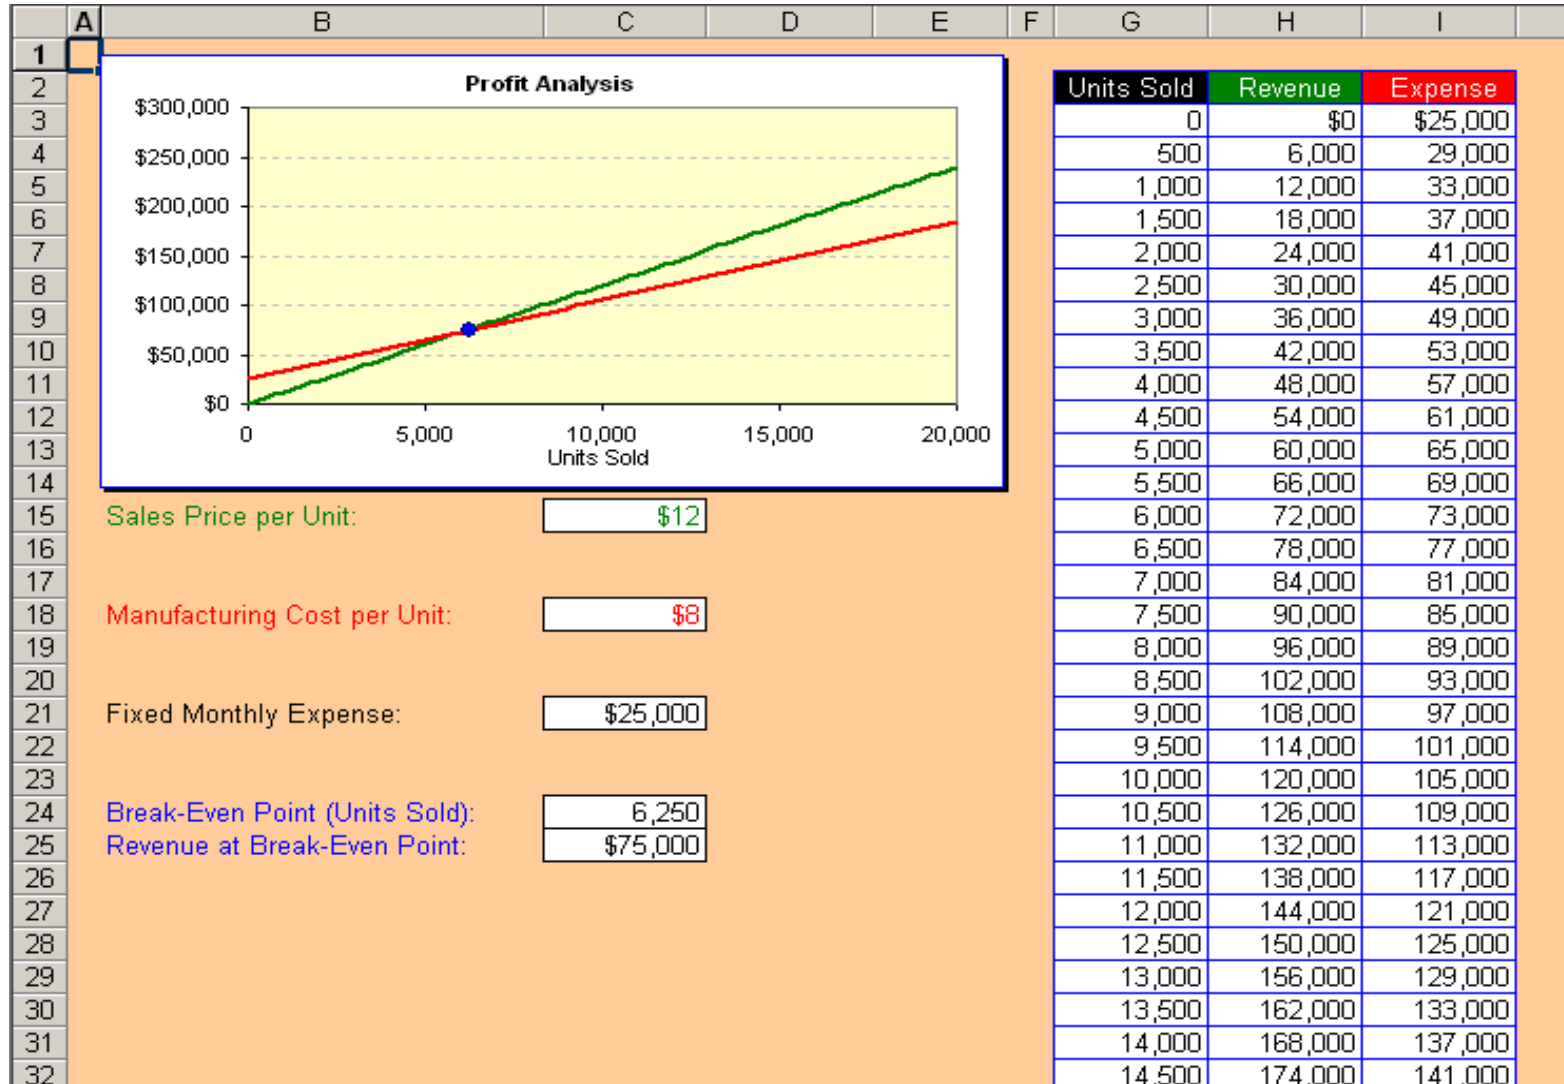 A B C D E F G H I
1
Profit Analysis
2 Units Sold Revenue Expense
$300,000
3 0 $0 $25,000
4 $250,000 500 6,000 29,000
5 1,000 12,000 33,000
6 $200,000 1,500 18,000 37,000
7 $150,000 2,000 24,000 41,000
8 2,500 30,000 45,000
9 $100,000 3,000 36,000 49,000
10 $50,000 3,500 42,000 53,000
11 4,000 48,000 57,000
12 $0 4,500 54,000 61,000
0 5,000 10,000 15,000 20,000
13 Units Sold 5,000 60,000 65,000
14 5,500 66,000 69,000
15 Sales Price per Unit: $12 6,000 72,000 73,000
16 6,500 78,000 77,000
17 7,000 84,000 81,000
18 Manufacturing Cost per Unit: $8 7,500 90,000 85,000
19 8,000 96,000 89,000
20 8,500 102,000 93,000
21 Fixed Monthly Expense: $25,000 9,000 108,000 97,000
22 9,500 114,000 101,000
23 10,000 120,000 105,000
24 Break-Even Point (Units Sold): 6,250 10,500 126,000 109,000
25 Revenue at Break-Even Point: $75,000 11,000 132,000 113,000
26 11,500 138,000 117,000
27 12,000 144,000 121,000
28 12,500 150,000 125,000
29 13,000 156,000 129,000
30 13,500 162,000 133,000
31 14,000 168,000 137,000
32 14,500 174,000 141,000